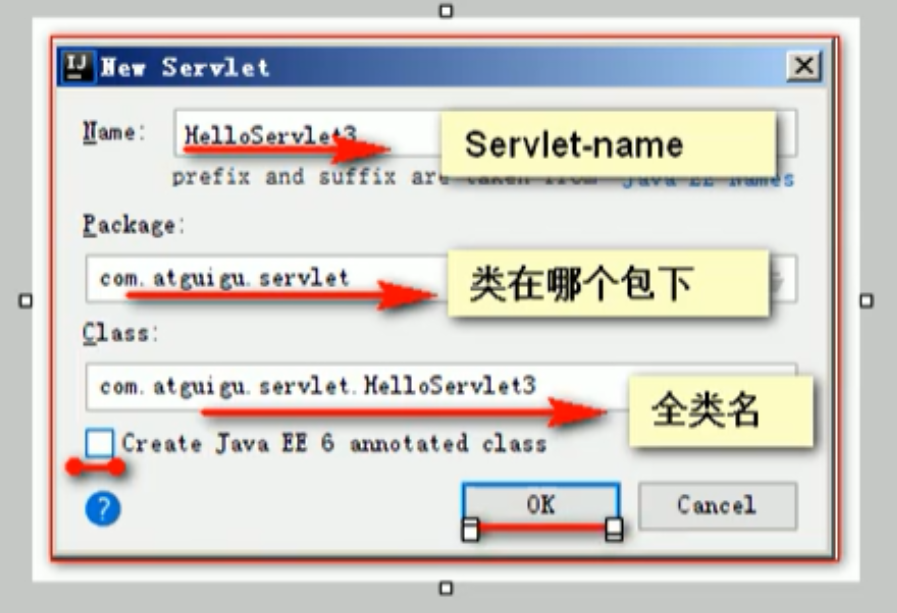 New Servlet
Name: HelloServlet3 Servlet-name
prefix and suffix are taken from Java EE Names
Package:
com.atguigu.servlet 类在哪个包下
Class:
com.atguigu.servlet.HelloServlet3 全类名
Create Java EE 6 annotated class
? OK Cancel